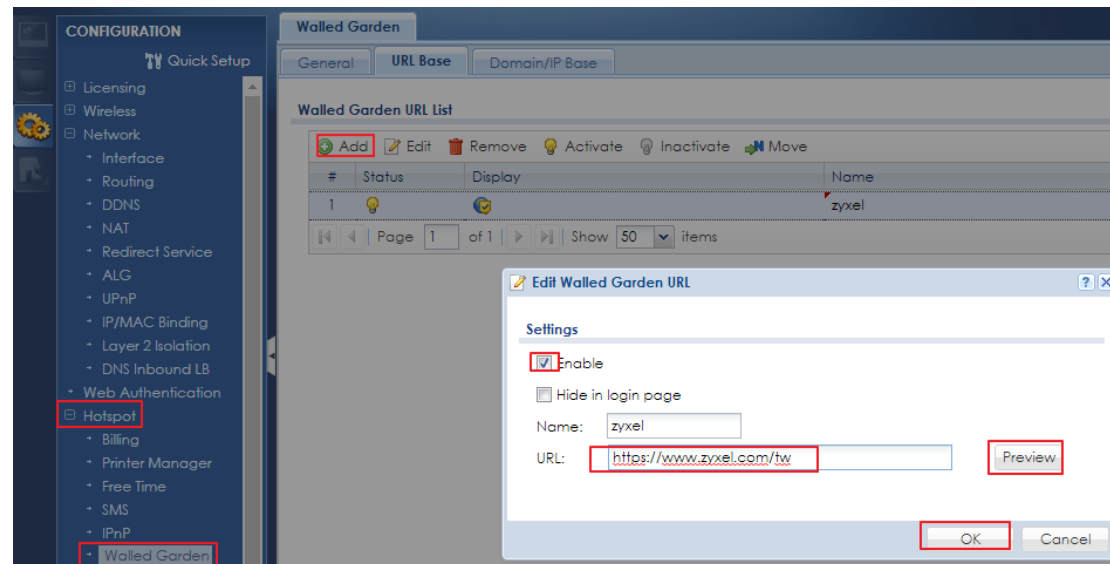 CONFIGURATION
Quick Setup
Licensing
Wireless
Network
Interface
Routing
DDNS
NAT
Redirect Service
ALG
UPnP
IP/MAC Binding
Layer 2 Isolation
DNS Inbound LB
Web Authentication
Hotspot
Billing
Printer Manager
Free Time
SMS
IPnP
Walled Garden
Walled Garden
General URL Base Domain/IP Base
Walled Garden URL List
Add Edit Remove Activate Inactivate Move
# Status Display Name
1 zyxel
Page 1 of 1 Show 50 items
Edit Walled Garden URL
Settings
Enable
Hide in login page
Name: zyxel
URL: https://www.zyxel.com/tw Preview
OK Cancel